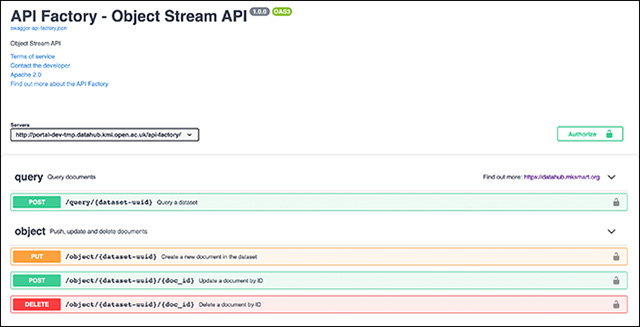 API Factory - Object Stream API 1.0.0 OAS3
swagger-api-factory.json
Object Stream API
Terms of service
Contact the developer
Apache 2.0
Find out more about the API Factory
Servers
http://portal-dev-tmp.datahub.kmi.open.ac.uk/api-factory/
Authorize
query Query documents Find out more: https://datahub.mksmart.org
POST /query/{dataset-uuid} Query a dataset
object Push, update and delete documents
PUT /object/{dataset-uuid} Create a new document in the dataset
POST /object/{dataset-uuid}/{doc_id} Update a document by ID
DELETE /object/{dataset-uuid}/{doc_id} Delete a document by ID